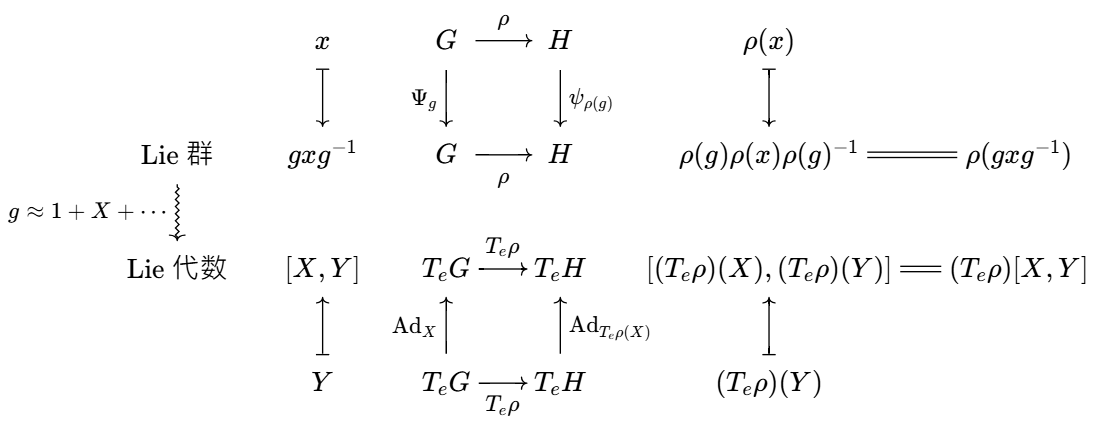 x G ρ H ρ(x)
Ψ_g ψ_{ρ(g)}
Lie 群 gxg^{-1} G ρ H ρ(g)ρ(x)ρ(g)^{-1} = ρ(gxg^{-1})
g ≈ 1 + X + ⋯
Lie 代数 [X, Y] T_eG T_eρ T_eH [(T_eρ)(X), (T_eρ)(Y)] = (T_eρ)[X, Y]
Ad_X Ad_{T_eρ(X)}
Y T_eG T_eρ T_eH (T_eρ)(Y)